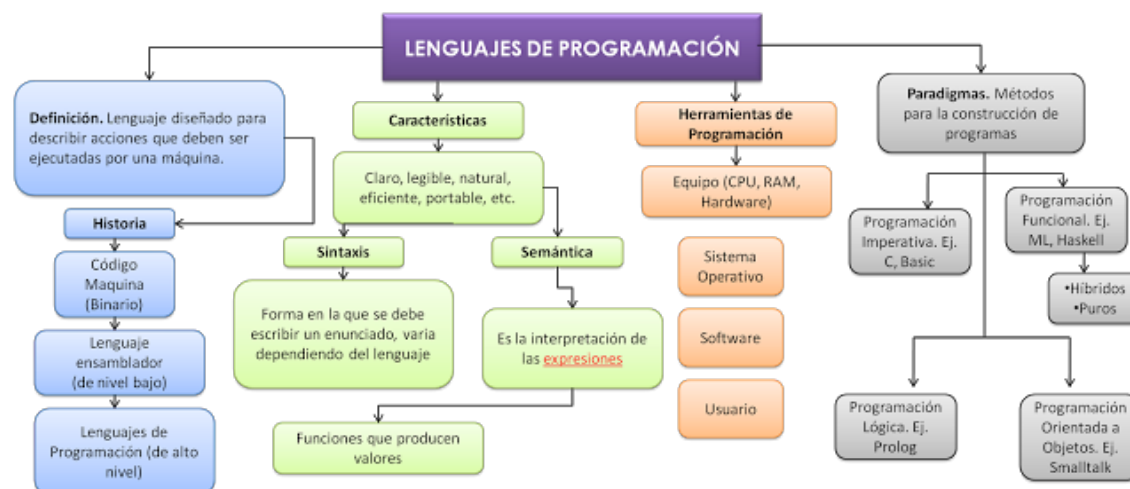 LENGUAJES DE PROGRAMACIÓN
Definición. Lenguaje diseñado para
describir acciones que deben ser
ejecutadas por una máquina.
Historia
Código
Maquina
(Binario)
Lenguaje
ensamblador
(de nivel bajo)
Lenguajes de
Programación (de alto
nivel)
Características
Claro, legible, natural,
eficiente, portable, etc.
Sintaxis
Forma en la que se debe
escribir un enunciado, varia
dependiendo del lenguaje
Semántica
Es la interpretación de
las expresiones
Funciones que producen
valores
Herramientas de
Programación
Equipo (CPU, RAM,
Hardware)
Sistema
Operativo
Software
Usuario
Paradigmas. Métodos
para la construcción de
programas
Programación
Imperativa. Ej.
C, Basic
Programación
Funcional. Ej.
ML, Haskell
•Híbridos
•Puros
Programación
Lógica. Ej.
Prolog
Programación
Orientada a
Objetos. Ej.
Smalltalk